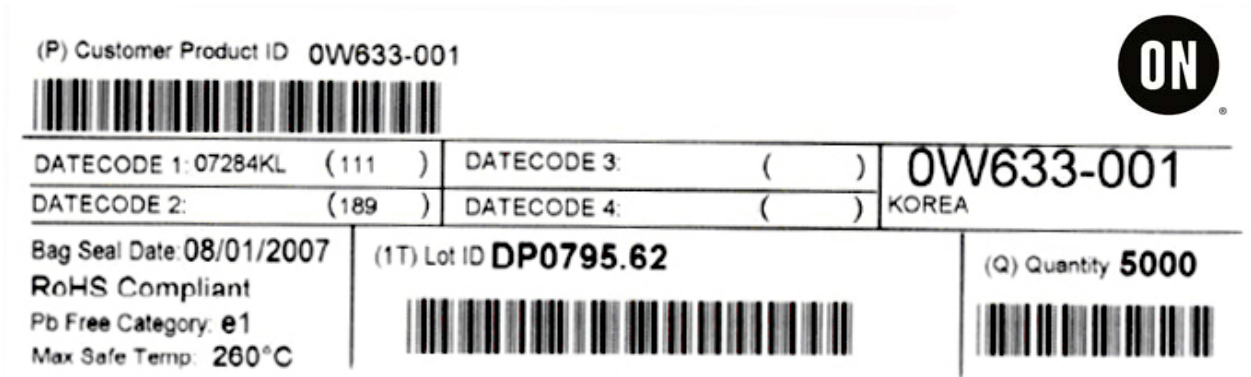 (P) Customer Product ID 0W633-001
ON
®
DATECODE 1: 07284KL (111 )
DATECODE 3: ( )
0W633-001
DATECODE 2: (189 )
DATECODE 4: ( )
KOREA
Bag Seal Date: 08/01/2007
RoHS Compliant
Pb Free Category: e1
Max Safe Temp: 260°C
(1T) Lot ID DP0795.62
(Q) Quantity 5000